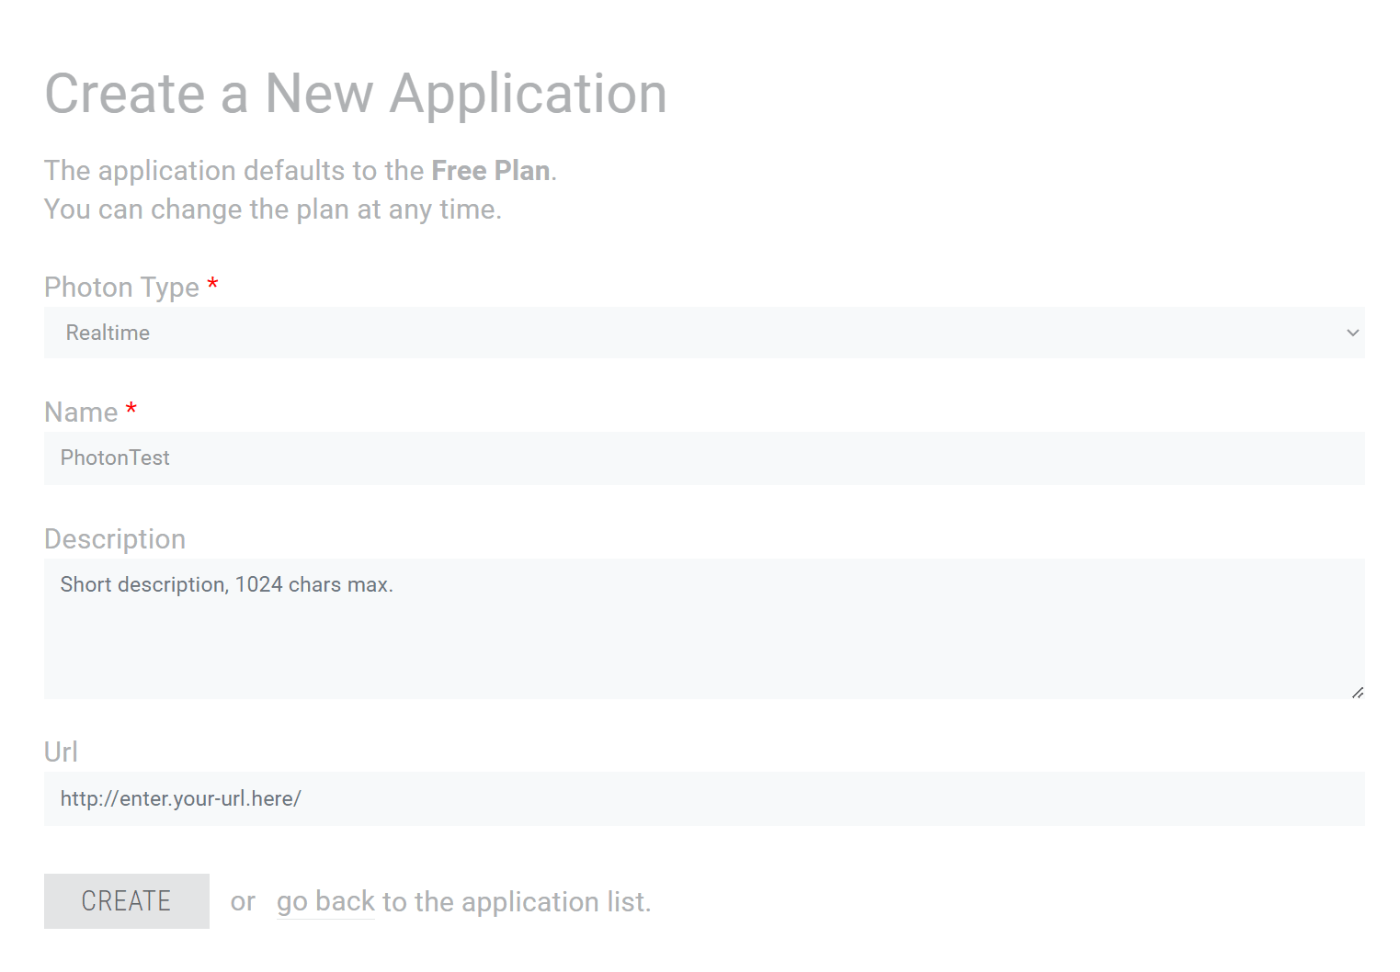 Create a New Application
The application defaults to the Free Plan.
You can change the plan at any time.
Photon Type *
Realtime
Name *
PhotonTest
Description
Short description, 1024 chars max.
Url
http://enter.your-url.here/
CREATE or go back to the application list.